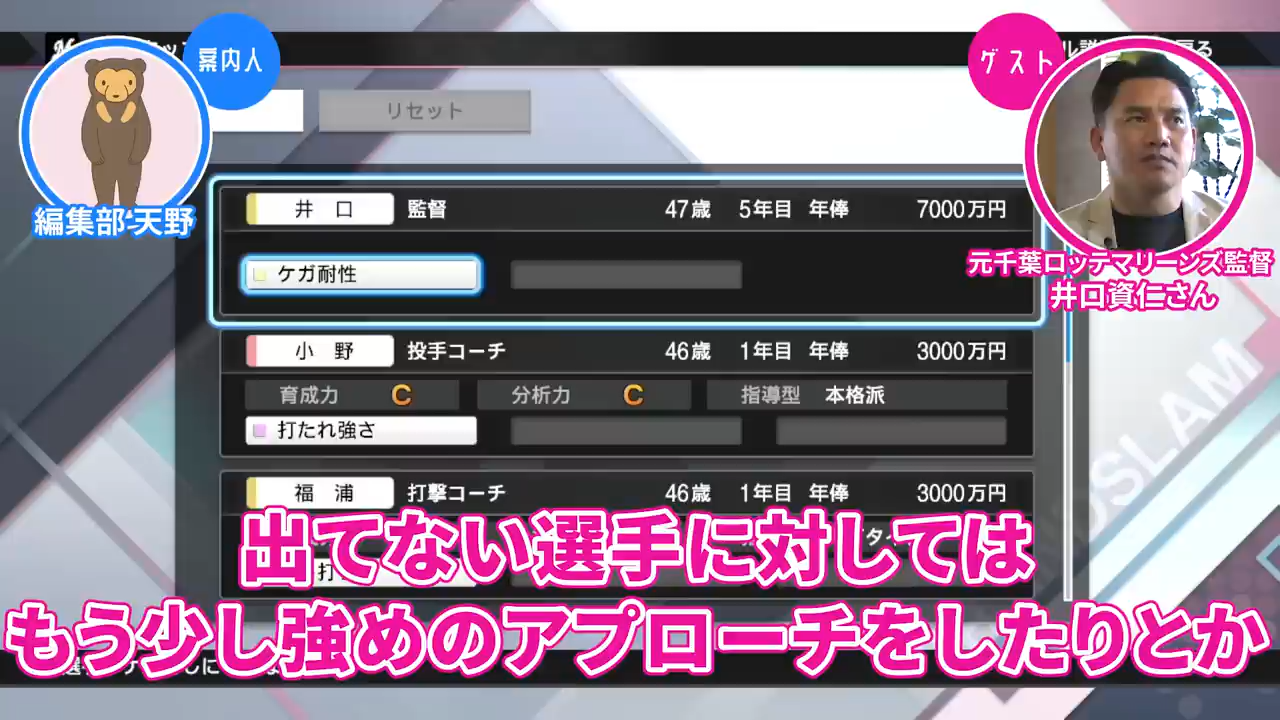 案内人
編集部 天野
ゲスト
元千葉ロッテマリーンズ監督
井口資仁さん
リセット
井口 監督 47歳 5年目 年俸 7000万円
ケガ耐性
小野 投手コーチ 46歳 1年目 年俸 3000万円
育成力 C 分析力 C 指導型 本格派
打たれ強さ
福浦 打撃コーチ 46歳 1年目 年俸 3000万円
出てない選手に対しては
もう少し強めのアプローチをしたりとか